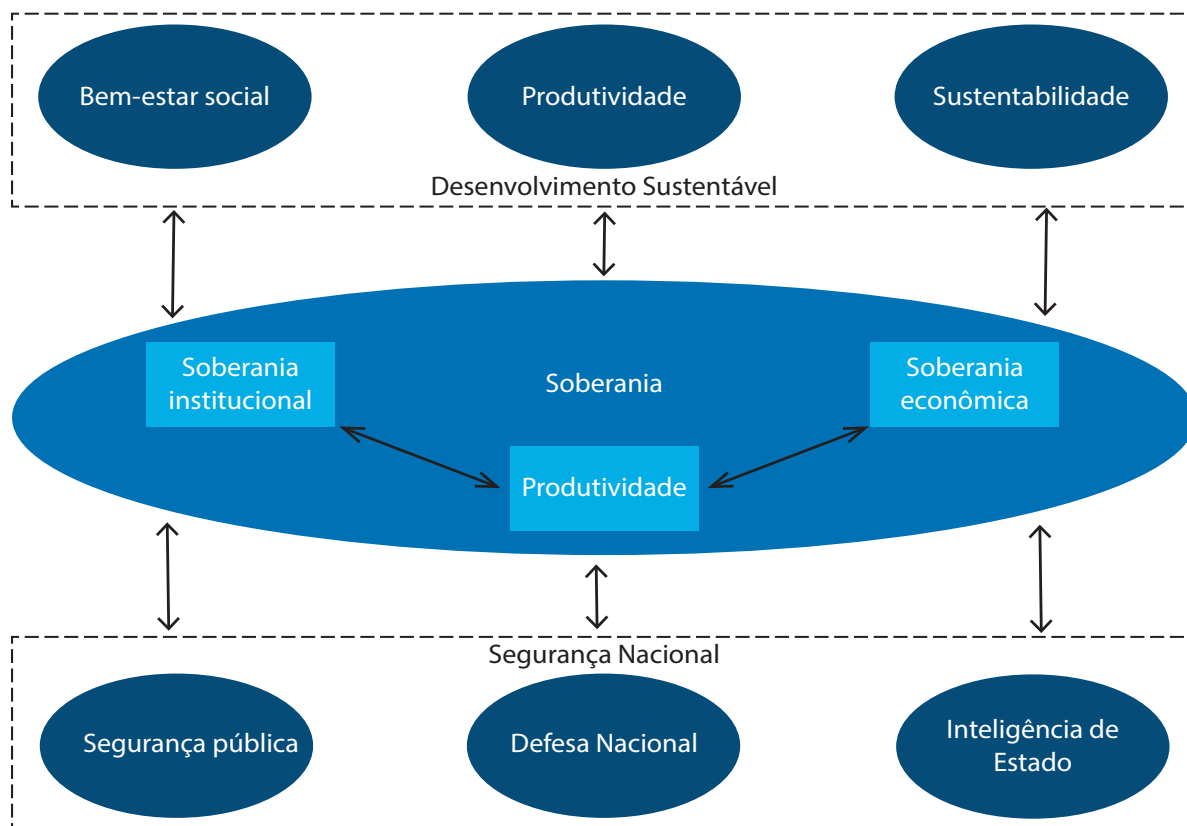 Bem-estar social
Produtividade
Sustentabilidade
Desenvolvimento Sustentável
Soberania
institucional
Soberania
Soberania
econômica
Produtividade
Segurança Nacional
Segurança pública
Defesa Nacional
Inteligência de
Estado